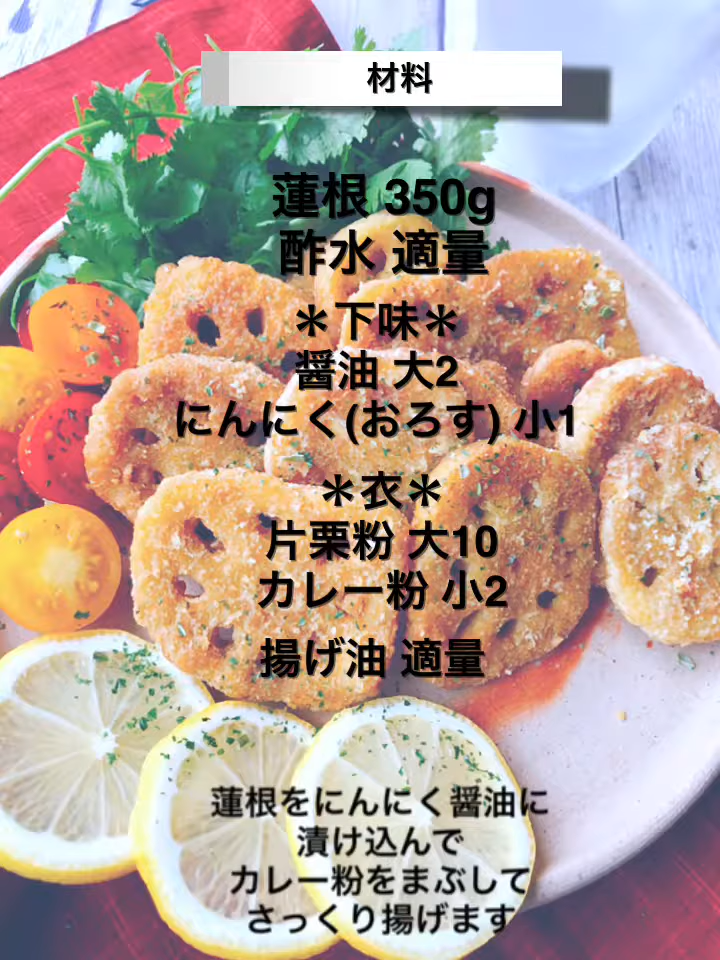 材料
蓮根 350g
酢水 適量
＊下味＊
醤油 大2
にんにく(おろす) 小1
＊衣＊
片栗粉 大10
カレー粉 小2
揚げ油 適量
蓮根をにんにく醤油に
漬け込んで
カレー粉をまぶして
さっくり揚げます